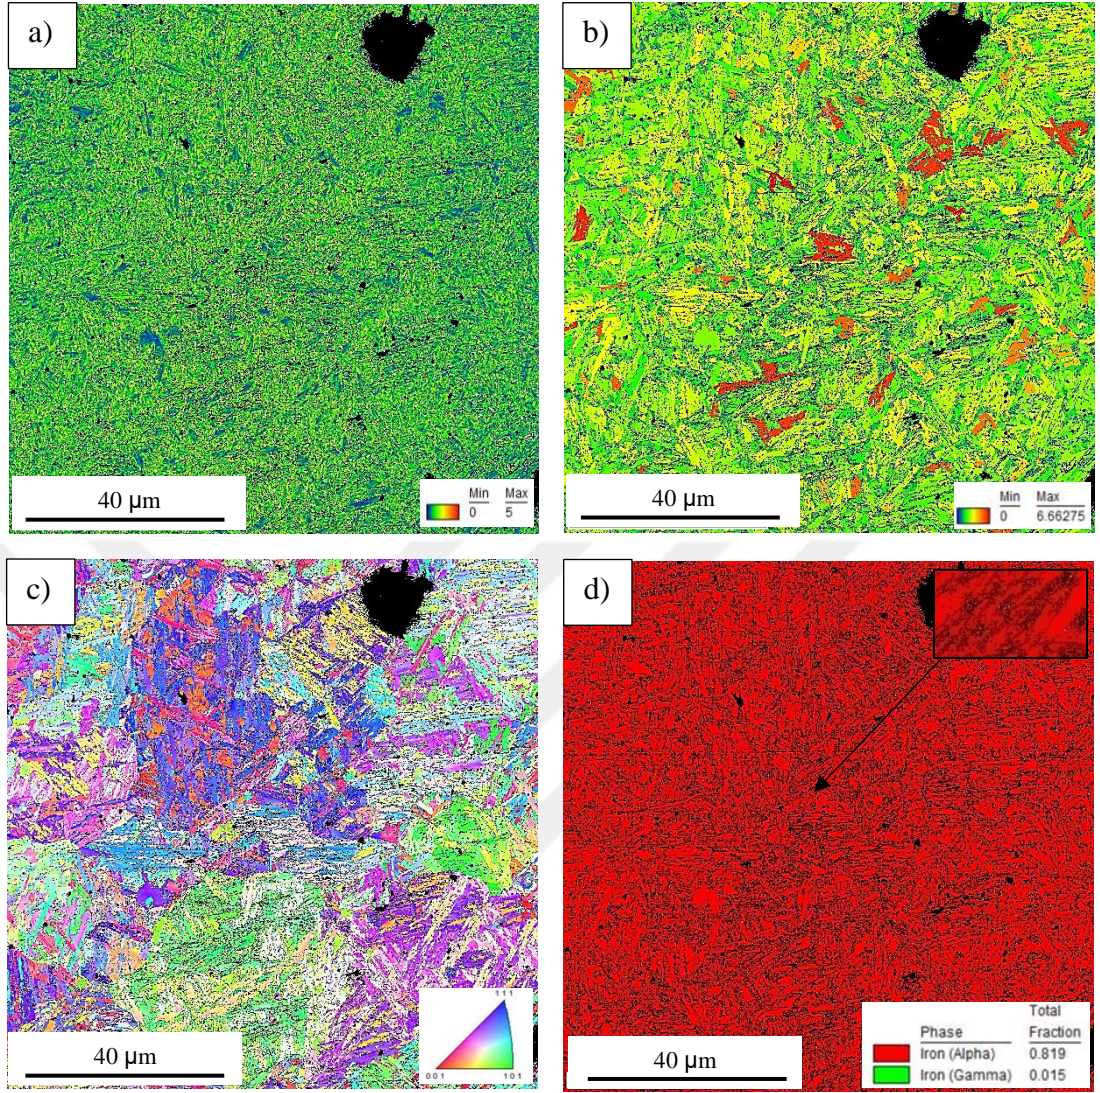 a)
40 µm
Min Max
0 5
b)
40 µm
Min Max
0 6.66275
c)
40 µm
111
001 101
d)
40 µm
Total
Phase Fraction
Iron (Alpha) 0.819
Iron (Gamma) 0.015